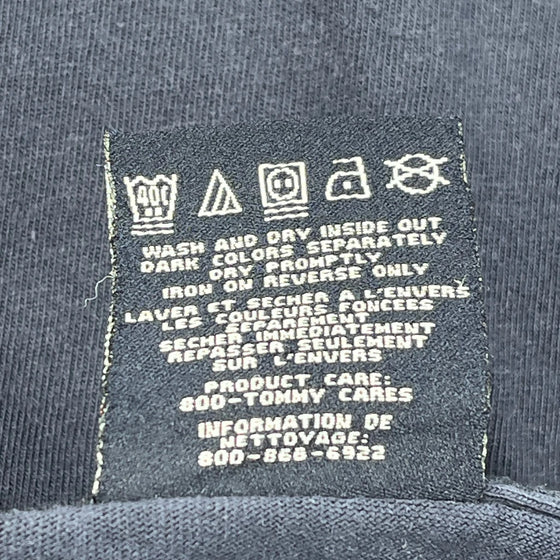 40C
WASH AND DRY INSIDE OUT
DARK COLORS SEPARATELY
DRY PROMPTLY
IRON ON REVERSE ONLY
LAVER ET SECHER A L'ENVERS
LES COULEURS FONCEES
SEPAREMENT
SECHER IMMEDIATEMENT
REPASSER SEULEMENT
SUR L'ENVERS
PRODUCT CARE:
800-TOMMY CARES
INFORMATION DE
NETTOYAGE:
800-868-6922